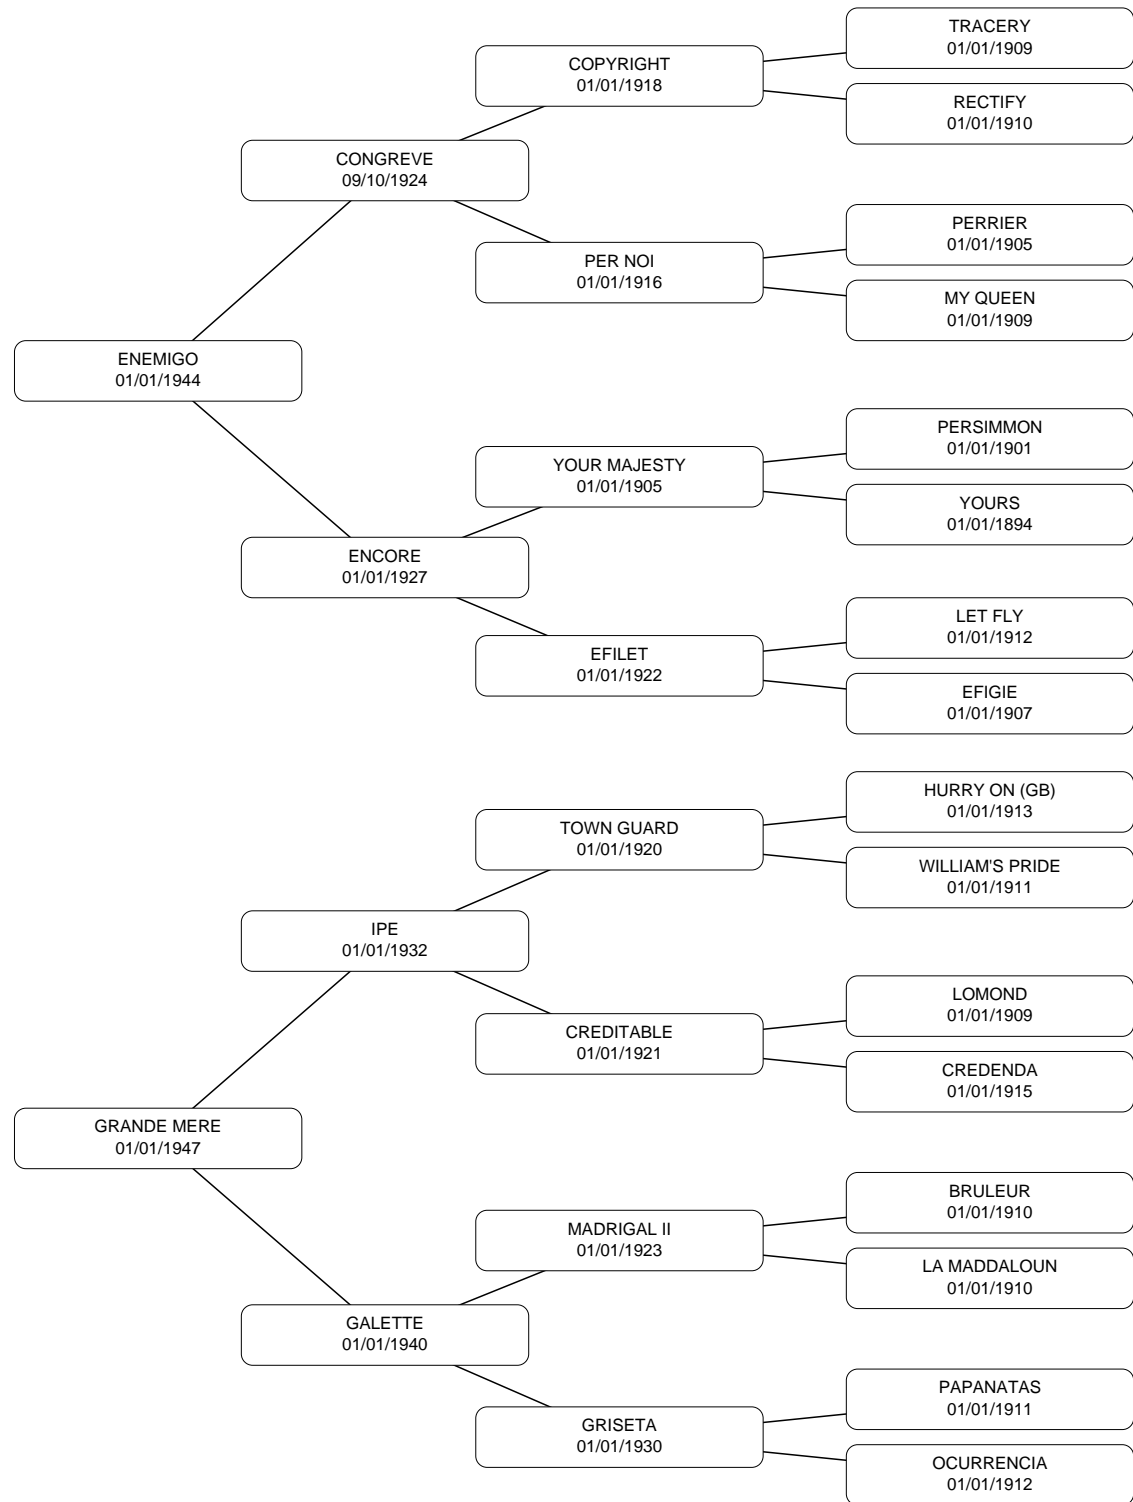 TRACERY
01/01/1909
COPYRIGHT
01/01/1918
RECTIFY
01/01/1910
CONGREVE
09/10/1924
PERRIER
01/01/1905
PER NOI
01/01/1916
MY QUEEN
01/01/1909
ENEMIGO
01/01/1944
PERSIMMON
01/01/1901
YOUR MAJESTY
01/01/1905
YOURS
01/01/1894
ENCORE
01/01/1927
LET FLY
01/01/1912
EFILET
01/01/1922
EFIGIE
01/01/1907
HURRY ON (GB)
01/01/1913
TOWN GUARD
01/01/1920
WILLIAM'S PRIDE
01/01/1911
IPE
01/01/1932
LOMOND
01/01/1909
CREDITABLE
01/01/1921
CREDENDA
01/01/1915
GRANDE MERE
01/01/1947
BRULEUR
01/01/1910
MADRIGAL II
01/01/1923
LA MADDALOUN
01/01/1910
GALETTE
01/01/1940
PAPANATAS
01/01/1911
GRISETA
01/01/1930
OCURRENCIA
01/01/1912